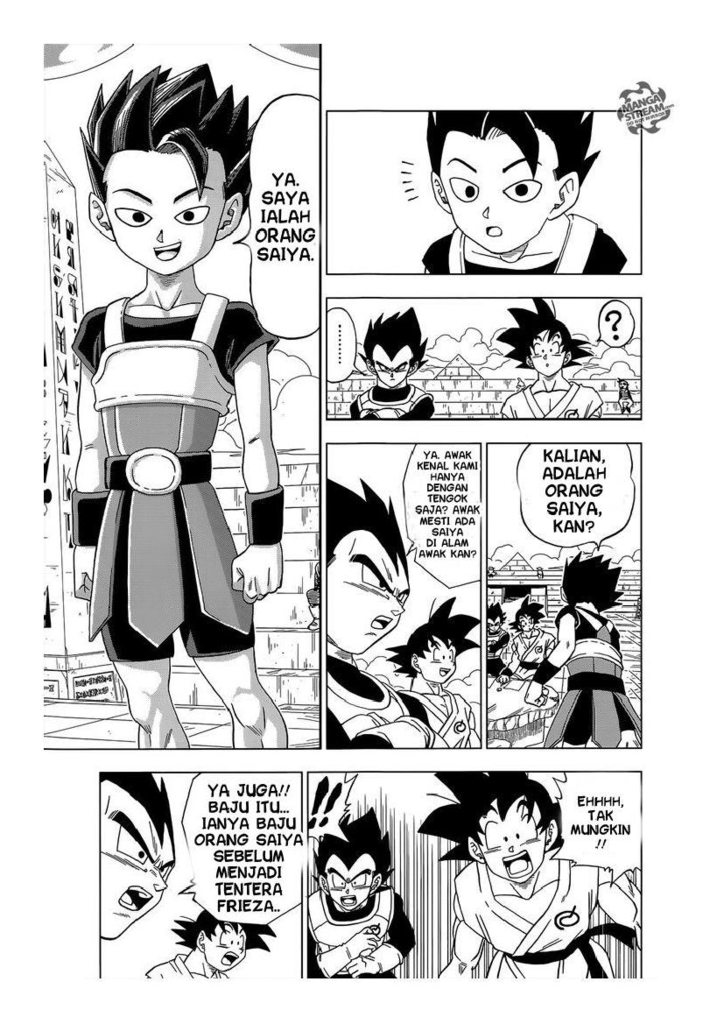 MANGA
STREAM
?
......
KALIAN,
ADALAH
ORANG
SAIYA,
KAN?
YA. AWAK
KENAL KAMI
HANYA
DENGAN
TENGOK
SAJA? AWAK
MESTI ADA
SAIYA
DI ALAM
AWAK KAN?
YA.
SAYA
IALAH
ORANG
SAIYA.
EHHHH,
TAK
MUNGKIN
!!
!!
YA JUGA!!
BAJU ITU...
IANYA BAJU
ORANG SAIYA
SEBELUM
MENJADI
TENTERA
FRIEZA..